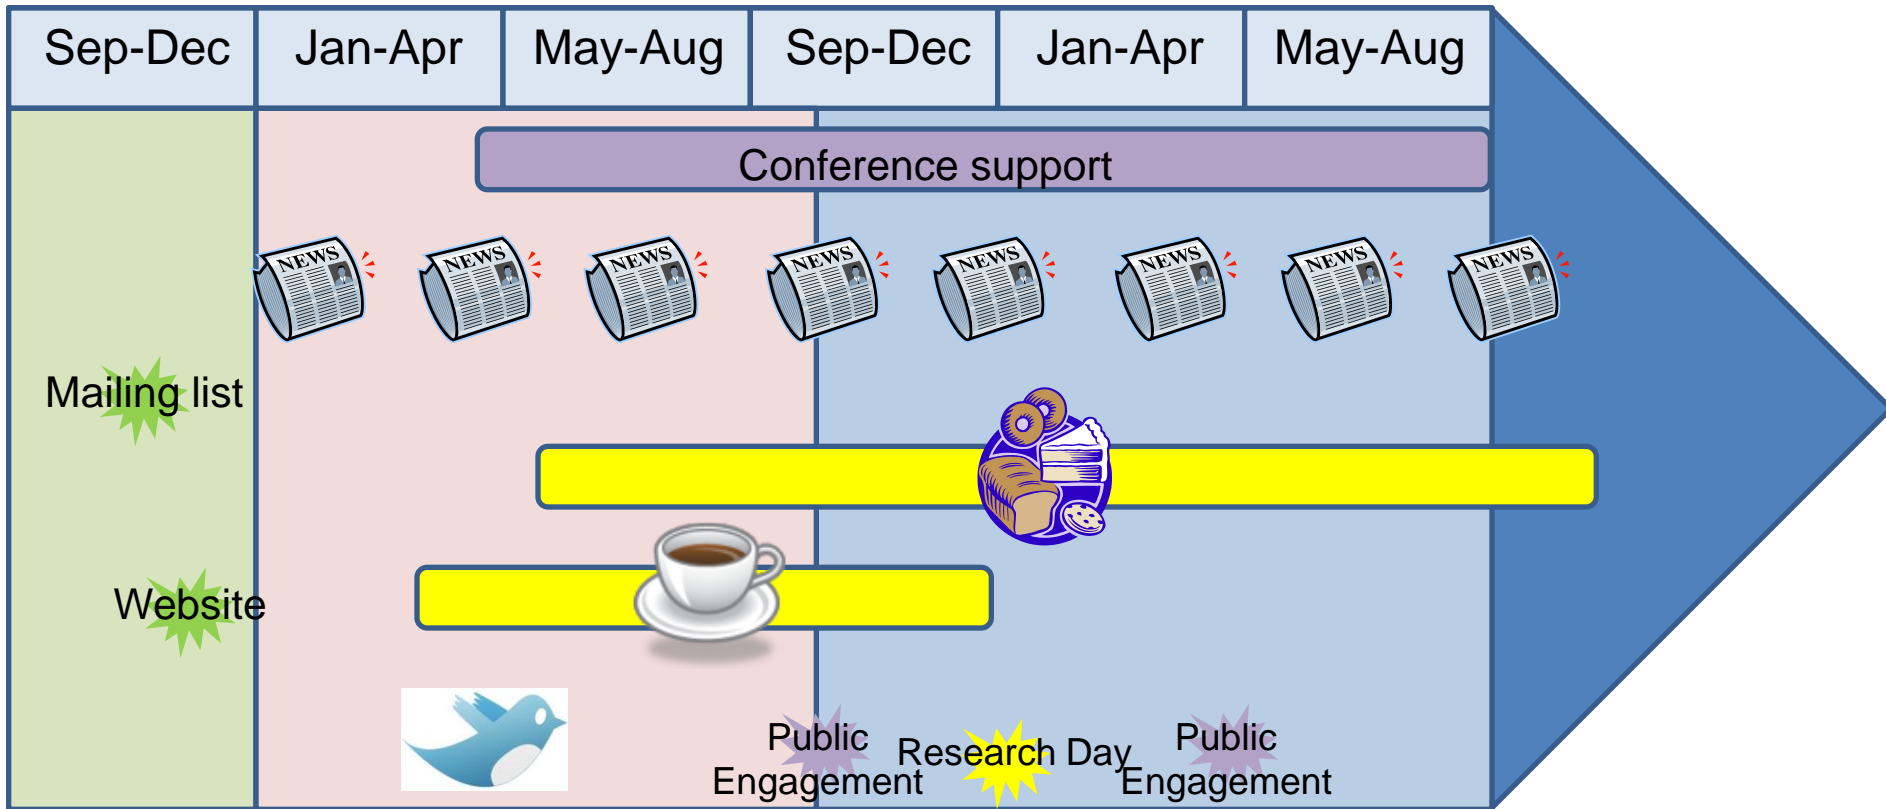 Sep-Dec Jan-Apr May-Aug Sep-Dec Jan-Apr May-Aug
Conference support
NEWS NEWS NEWS NEWS NEWS NEWS NEWS NEWS
Mailing list
Website
Public
Engagement
Research Day
Public
Engagement